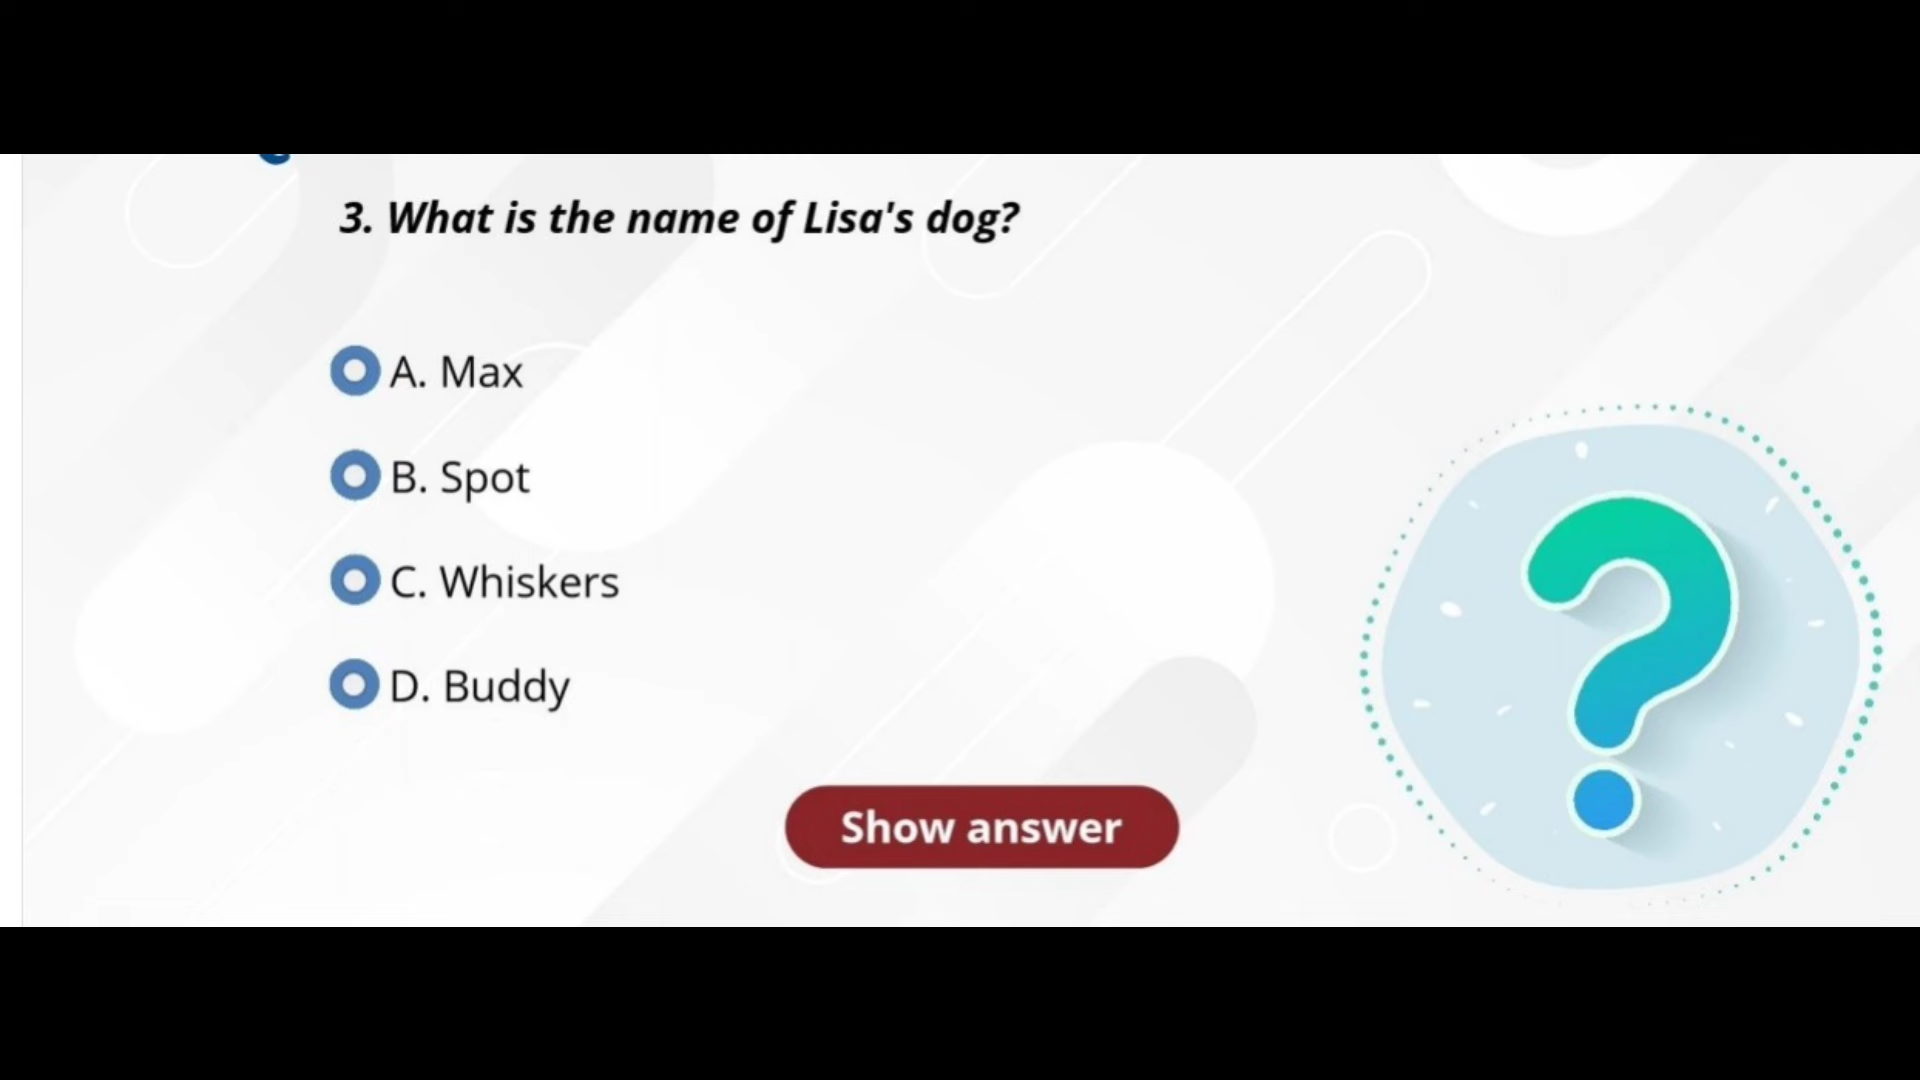 3. What is the name of Lisa's dog?
A. Max
B. Spot
C. Whiskers
D. Buddy
Show answer